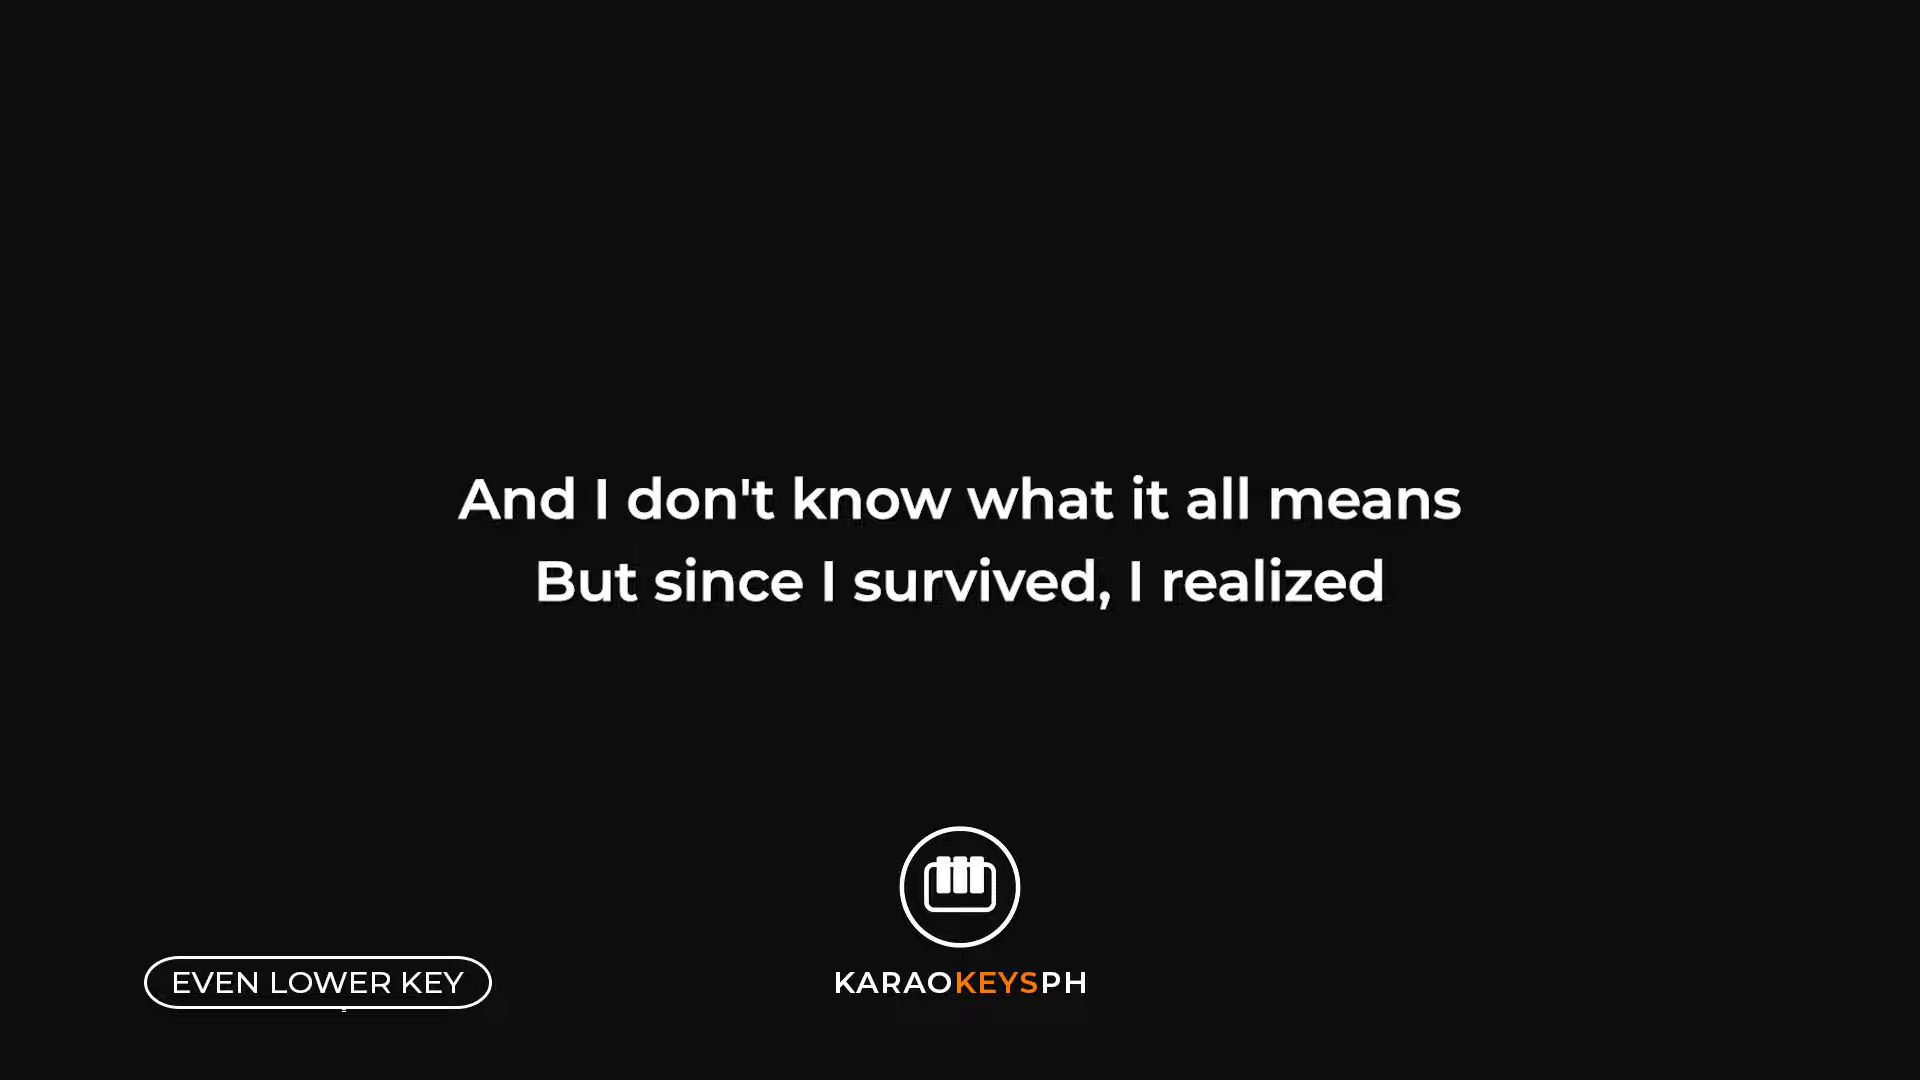 And I don't know what it all means
But since I survived, I realized
EVEN LOWER KEY
KARAOKEYSPH